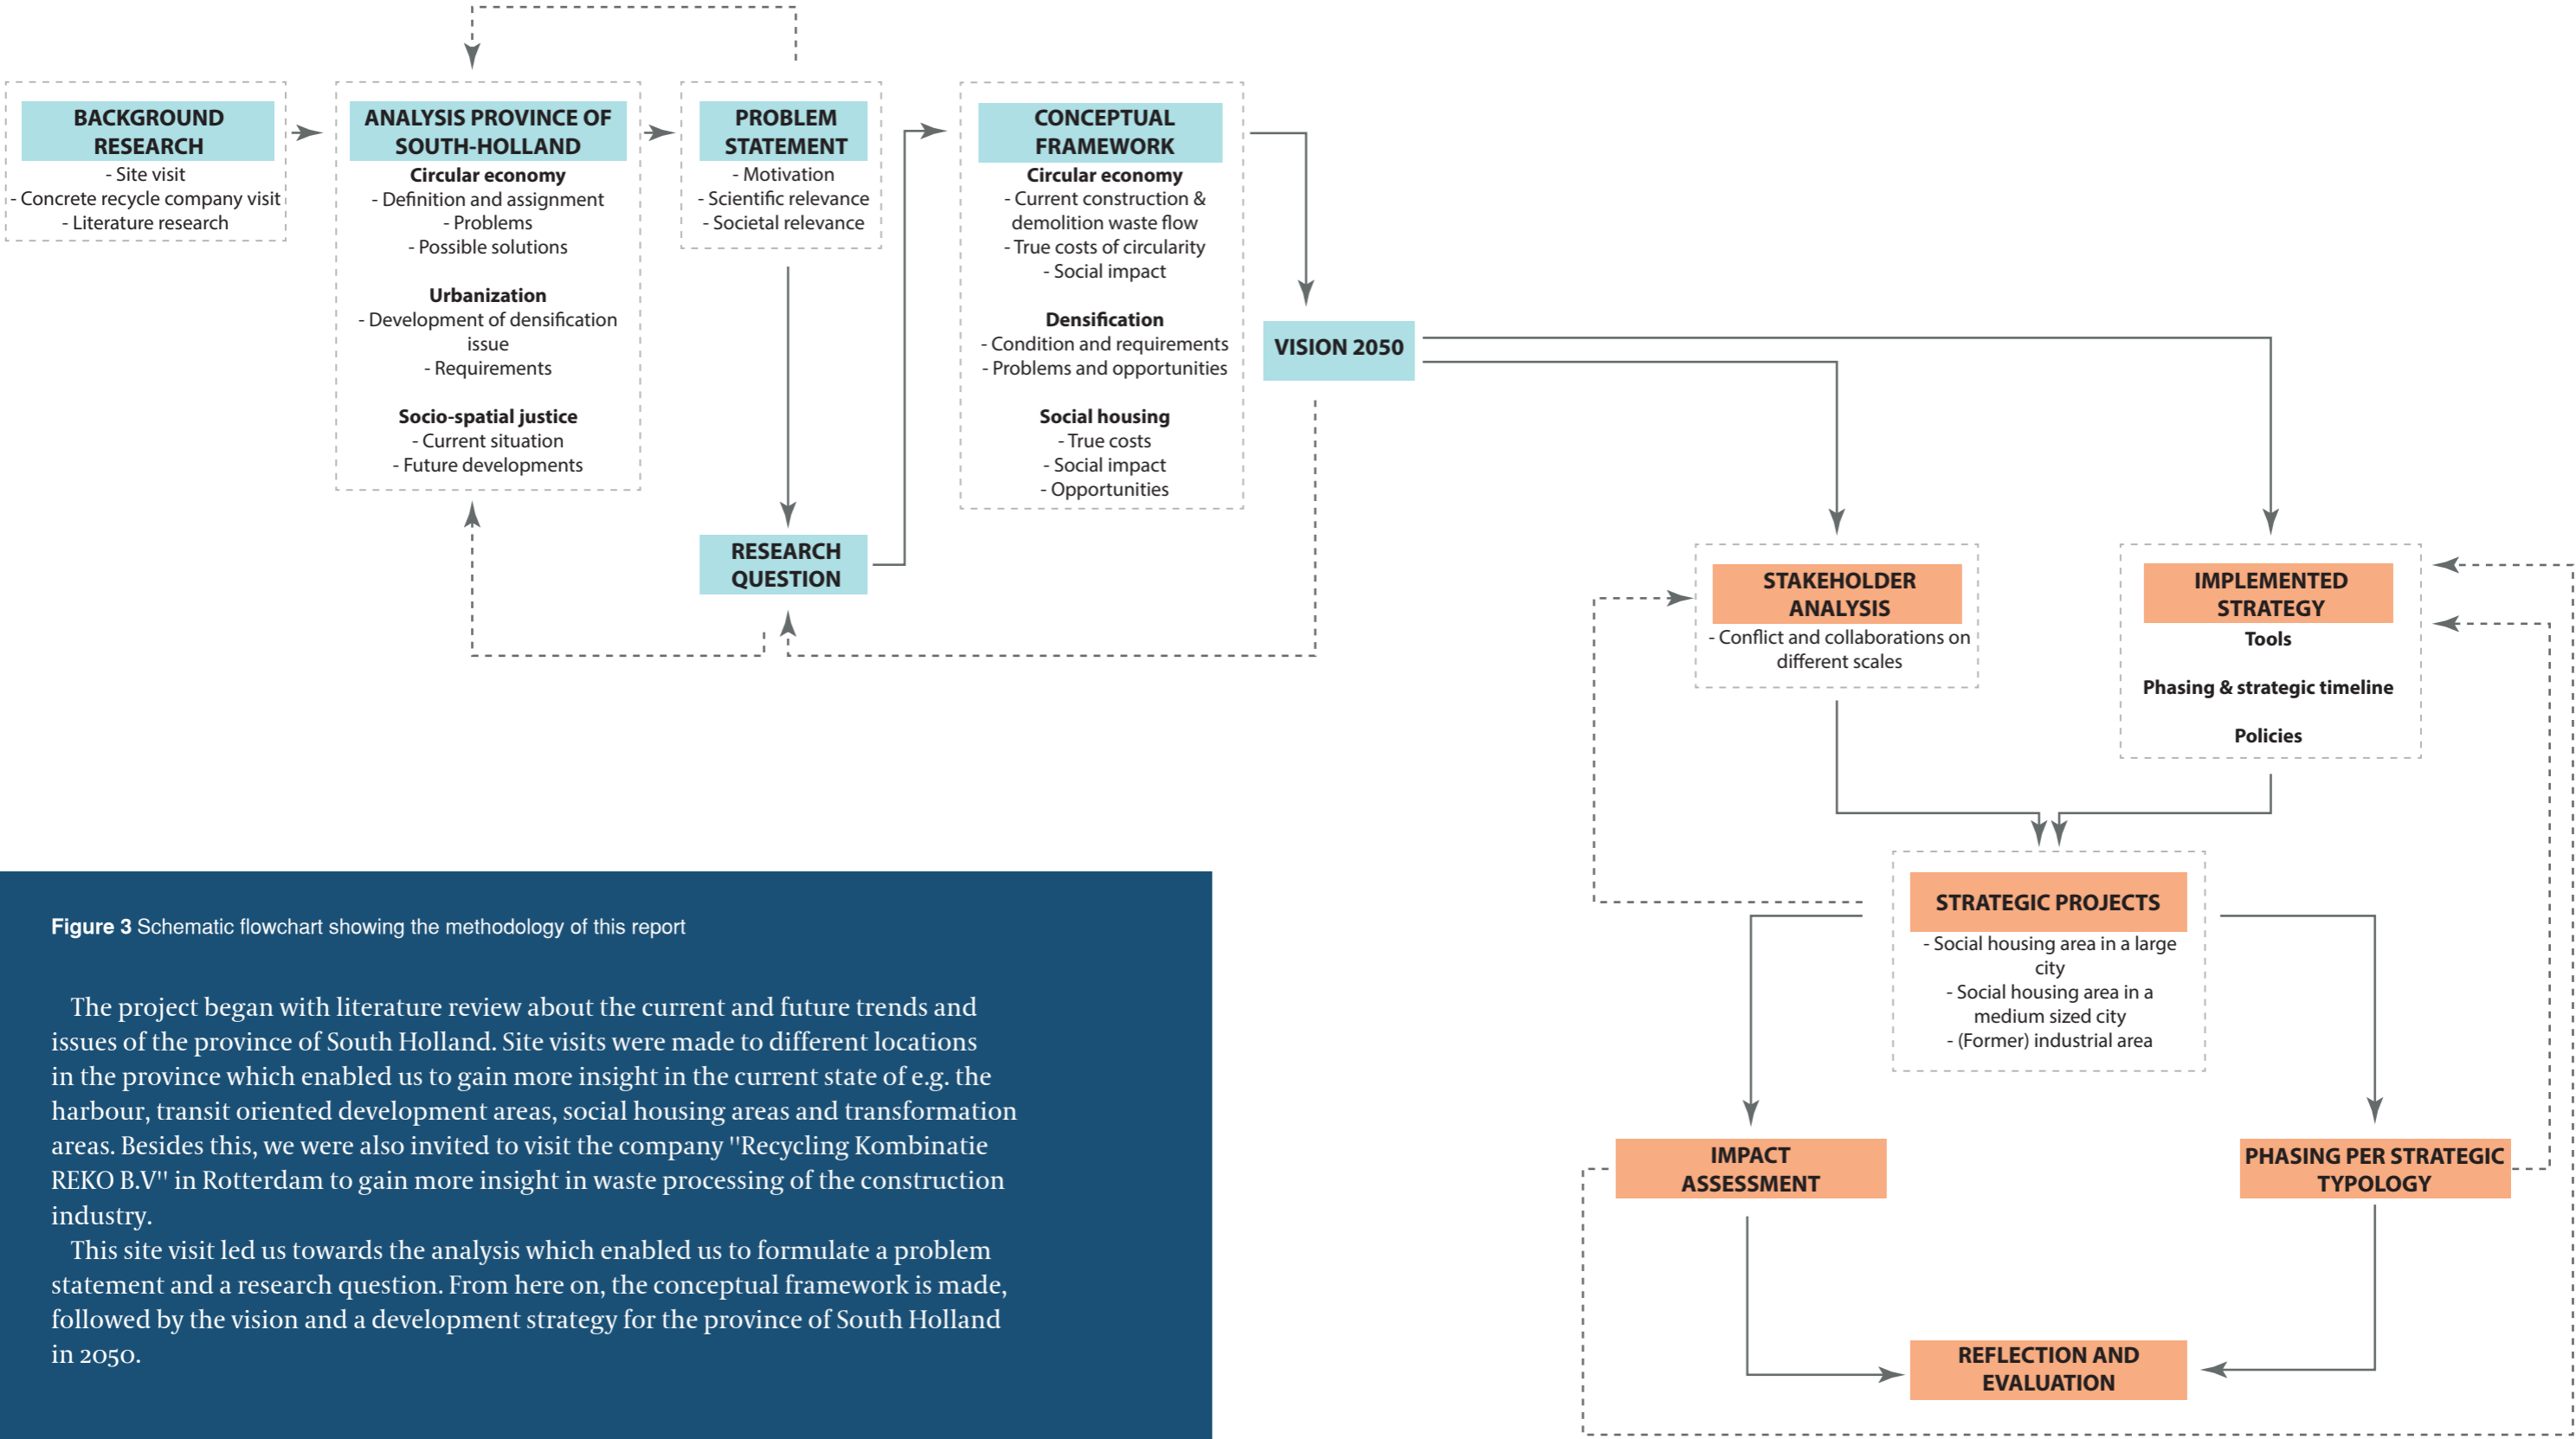 BACKGROUND
RESEARCH
- Site visit
- Concrete recycle company visit
- Literature research
ANALYSIS PROVINCE OF
SOUTH-HOLLAND
Circular economy
- Definition and assignment
- Problems
- Possible solutions
Urbanization
- Development of densification
issue
- Requirements
Socio-spatial justice
- Current situation
- Future developments
PROBLEM
STATEMENT
- Motivation
- Scientific relevance
- Societal relevance
RESEARCH
QUESTION
CONCEPTUAL
FRAMEWORK
Circular economy
- Current construction &
demolition waste flow
- True costs of circularity
- Social impact
Densification
- Condition and requirements
- Problems and opportunities
Social housing
- True costs
- Social impact
- Opportunities
VISION 2050
STAKEHOLDER
ANALYSIS
- Conflict and collaborations on
different scales
IMPLEMENTED
STRATEGY
Tools
Phasing & strategic timeline
Policies
STRATEGIC PROJECTS
- Social housing area in a large
city
- Social housing area in a
medium sized city
- (Former) industrial area
IMPACT
ASSESSMENT
PHASING PER STRATEGIC
TYPOLOGY
REFLECTION AND
EVALUATION
Figure 3 Schematic flowchart showing the methodology of this report
The project began with literature review about the current and future trends and
issues of the province of South Holland. Site visits were made to different locations
in the province which enabled us to gain more insight in the current state of e.g. the
harbour, transit oriented development areas, social housing areas and transformation
areas. Besides this, we were also invited to visit the company "Recycling Kombinatie
REKO B.V" in Rotterdam to gain more insight in waste processing of the construction
industry.
This site visit led us towards the analysis which enabled us to formulate a problem
statement and a research question. From here on, the conceptual framework is made,
followed by the vision and a development strategy for the province of South Holland
in 2050.